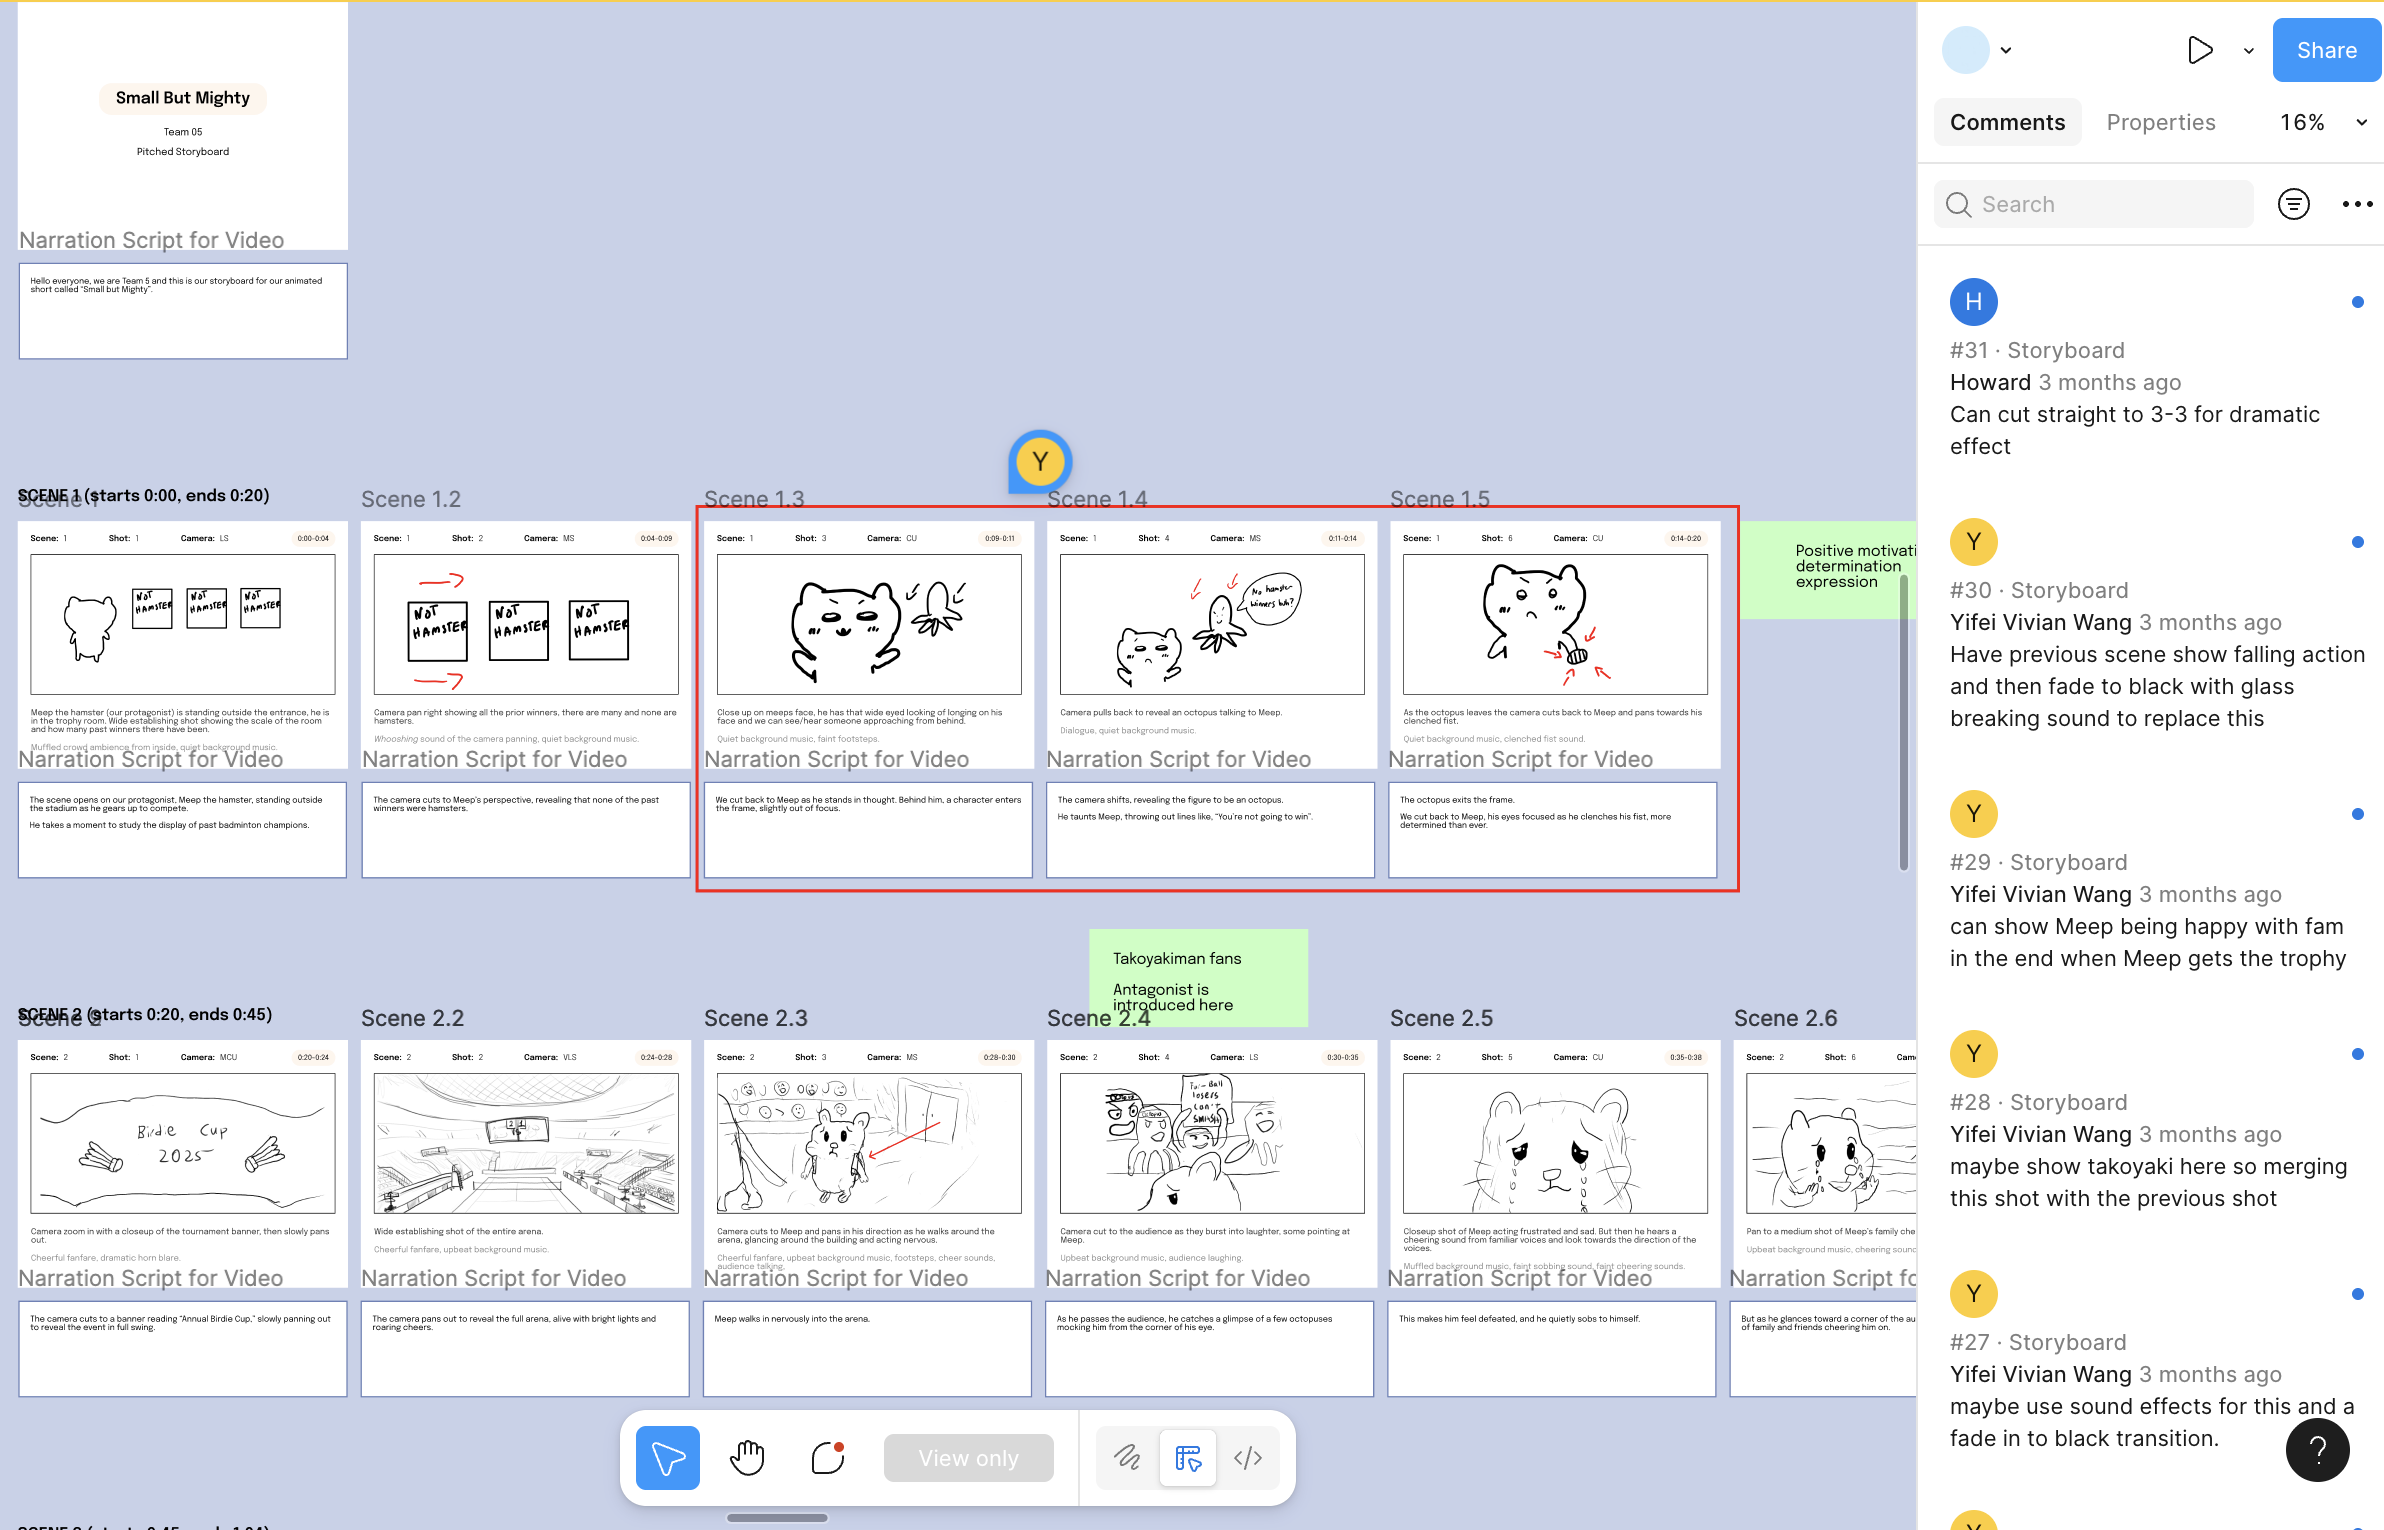 Small But Mighty
Team 05
Pitched Storyboard
Narration Script for Video
Hello everyone, we are Team 5 and this is our storyboard for our animated
short called "Small but Mighty".
Y
SCENE 1 (starts 0:00, ends 0:20)
Scene 1
Scene 1.2
Scene 1.3
Scene 1.4
Scene 1.5
Scene: 1 Shot: 1 Camera: LS 0:00-0:04
NOT HAMSTER
NOT HAMSTER
NOT HAMSTER
Meep the hamster (our protagonist) is standing outside the entrance, he is
in the trophy room. Wide establishing shot showing the scale of the room
and how many past winners there have been.
Muffled crowd ambience from inside, quiet background music.
Narration Script for Video
The scene opens on our protagonist, Meep the hamster, standing outside
the stadium as he gears up to compete.
He takes a moment to study the display of past badminton champions.
Scene: 1 Shot: 2 Camera: MS 0:04-0:09
NOT HAMSTER
NOT HAMSTER
NOT HAMSTER
Camera pan right showing all the prior winners, there are many and none are
hamsters.
Whooshing sound of the camera panning, quiet background music.
Narration Script for Video
The camera cuts to Meep's perspective, revealing that none of the past
winners were hamsters.
Scene: 1 Shot: 3 Camera: CU 0:09-0:11
Close up on meeps face, he has that wide eyed looking of longing on his
face and we can see/hear someone approaching from behind.
Quiet background music, faint footsteps.
Narration Script for Video
We cut back to Meep as he stands in thought. Behind him, a character enters
the frame, slightly out of focus.
Scene: 1 Shot: 4 Camera: MS 0:11-0:14
No hamster
winners huh?
Camera pulls back to reveal an octopus talking to Meep.
Dialogue, quiet background music.
Narration Script for Video
The camera shifts, revealing the figure to be an octopus.
He taunts Meep, throwing out lines like, "You're not going to win".
Scene: 1 Shot: 6 Camera: CU 0:14-0:20
As the octopus leaves the camera cuts back to Meep and pans towards his
clenched fist.
Quiet background music, clenched fist sound.
Narration Script for Video
The octopus exits the frame.
We cut back to Meep, his eyes focused as he clenches his fist, more
determined than ever.
Positive motivati
determination
expression
Takoyakiman fans
Antagonist is
introduced here
SCENE 2 (starts 0:20, ends 0:45)
Scene 2
Scene 2.2
Scene 2.3
Scene 2.4
Scene 2.5
Scene 2.6
Scene: 2 Shot: 1 Camera: MCU 0:20-0:24
Birdie Cup
2025
Camera zoom in with a closeup of the tournament banner, then slowly pans
out.
Cheerful fanfare, dramatic horn blare.
Narration Script for Video
The camera cuts to a banner reading "Annual Birdie Cup," slowly panning out
to reveal the event in full swing.
Scene: 2 Shot: 2 Camera: VLS 0:24-0:28
Wide establishing shot of the entire arena.
Cheerful fanfare, upbeat background music.
Narration Script for Video
The camera pans out to reveal the full arena, alive with bright lights and
roaring cheers.
Scene: 2 Shot: 3 Camera: MS 0:28-0:30
Camera cuts to Meep and pans in his direction as he walks around the
arena, glancing around the building and acting nervous.
Cheerful fanfare, upbeat background music, footsteps, cheer sounds,
audience talking.
Narration Script for Video
Meep walks in nervously into the arena.
Scene: 2 Shot: 4 Camera: LS 0:30-0:35
Ball
losers
can't
Camera cut to the audience as they burst into laughter, some pointing at
Meep.
Upbeat background music, audience laughing.
Narration Script for Video
As he passes the audience, he catches a glimpse of a few octopuses
mocking him from the corner of his eye.
Scene: 2 Shot: 5 Camera: CU 0:35-0:38
Closeup shot of Meep acting frustrated and sad. But then he hears a
cheering sound from familiar voices and look towards the direction of the
voices.
Muffled background music, faint sobbing sound, faint cheering sounds.
Narration Script for Video
This makes him feel defeated, and he quietly sobs to himself.
Scene: 2 Shot: 6 Cam
Pan to a medium shot of Meep's family che
Upbeat background music, cheering sound
Narration Script fo
But as he glances toward a corner of the au
of family and friends cheering him on.
View only
Share
Comments
Properties
16%
Search
H
#31 · Storyboard
Howard 3 months ago
Can cut straight to 3-3 for dramatic
effect
Y
#30 · Storyboard
Yifei Vivian Wang 3 months ago
Have previous scene show falling action
and then fade to black with glass
breaking sound to replace this
Y
#29 · Storyboard
Yifei Vivian Wang 3 months ago
can show Meep being happy with fam
in the end when Meep gets the trophy
Y
#28 · Storyboard
Yifei Vivian Wang 3 months ago
maybe show takoyaki here so merging
this shot with the previous shot
Y
#27 · Storyboard
Yifei Vivian Wang 3 months ago
maybe use sound effects for this and a
fade in to black transition.
?